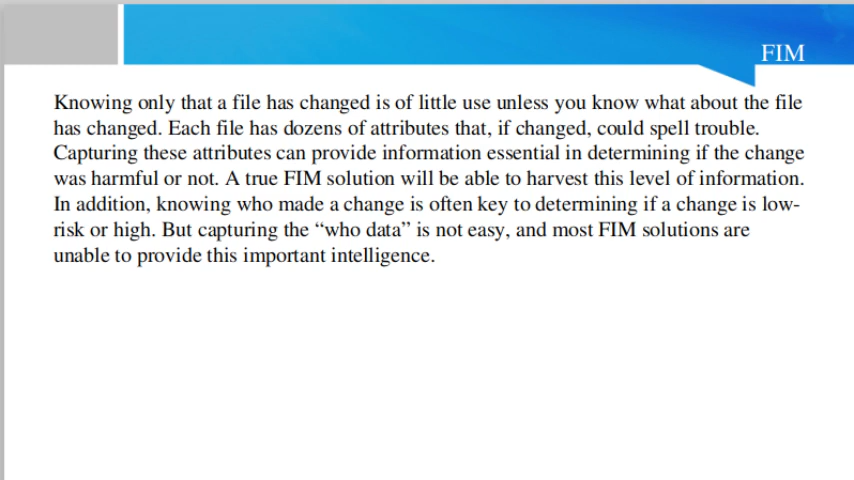 FIM
Knowing only that a file has changed is of little use unless you know what about the file
has changed. Each file has dozens of attributes that, if changed, could spell trouble.
Capturing these attributes can provide information essential in determining if the change
was harmful or not. A true FIM solution will be able to harvest this level of information.
In addition, knowing who made a change is often key to determining if a change is low-
risk or high. But capturing the “who data” is not easy, and most FIM solutions are
unable to provide this important intelligence.